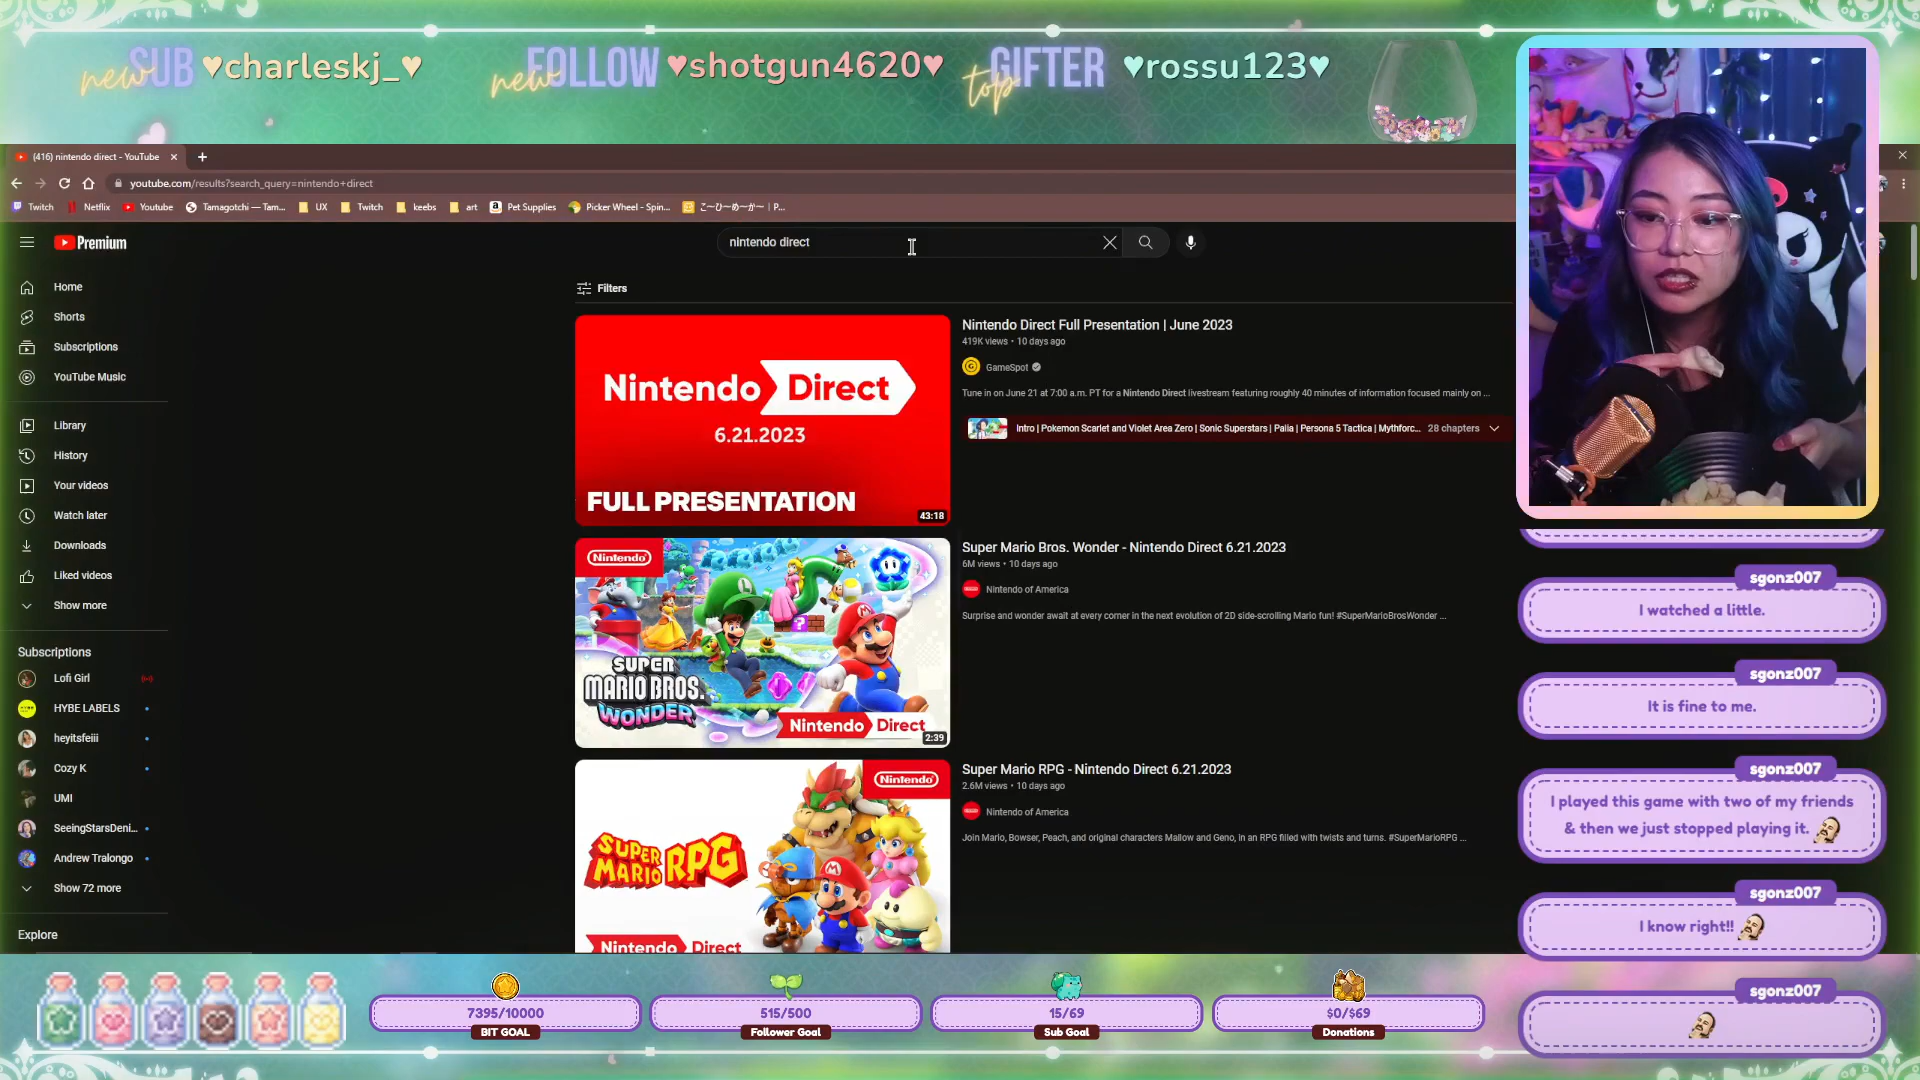 new SUB ♥charleskj_♥
new FOLLOW ♥shotgun4620♥
top GIFTER ♥rossu123♥
(416) nintendo direct - YouTube
youtube.com/results?search_query=nintendo+direct
Twitch
Netflix
Youtube
Tamagotchi — Tam...
UX
Twitch
keebs
art
Pet Supplies
Picker Wheel - Spin...
こーひーめーかー | P...
Premium
nintendo direct
Home
Shorts
Subscriptions
YouTube Music
Library
History
Your videos
Watch later
Downloads
Liked videos
Show more
Subscriptions
Lofi Girl
HYBE LABELS
heyitsfeiii
Cozy K
UMI
SeeingStarsDeni...
Andrew Tralongo
Show 72 more
Explore
Filters
Nintendo Direct
6.21.2023
FULL PRESENTATION
43:18
Nintendo Direct Full Presentation | June 2023
419K views • 10 days ago
GameSpot
Tune in on June 21 at 7:00 a.m. PT for a Nintendo Direct livestream featuring roughly 40 minutes of information focused mainly on ...
Intro | Pokemon Scarlet and Violet Area Zero | Sonic Superstars | Palia | Persona 5 Tactica | Mythforc...
28 chapters
Nintendo
SUPER
MARIO BROS.
WONDER
Nintendo Direct
2:39
Super Mario Bros. Wonder - Nintendo Direct 6.21.2023
6M views • 10 days ago
Nintendo of America
Surprise and wonder await at every corner in the next evolution of 2D side-scrolling Mario fun! #SuperMarioBrosWonder ...
Nintendo
SUPER
MARIO RPG
Nintendo Direct
Super Mario RPG - Nintendo Direct 6.21.2023
2.6M views • 10 days ago
Nintendo of America
Join Mario, Bowser, Peach, and original characters Mallow and Geno, in an RPG filled with twists and turns. #SuperMarioRPG ...
sgonz007
I watched a little.
sgonz007
It is fine to me.
sgonz007
I played this game with two of my friends
& then we just stopped playing it.
sgonz007
I know right!!
sgonz007
7395/10000
BIT GOAL
515/500
Follower Goal
15/69
Sub Goal
$0/$69
Donations